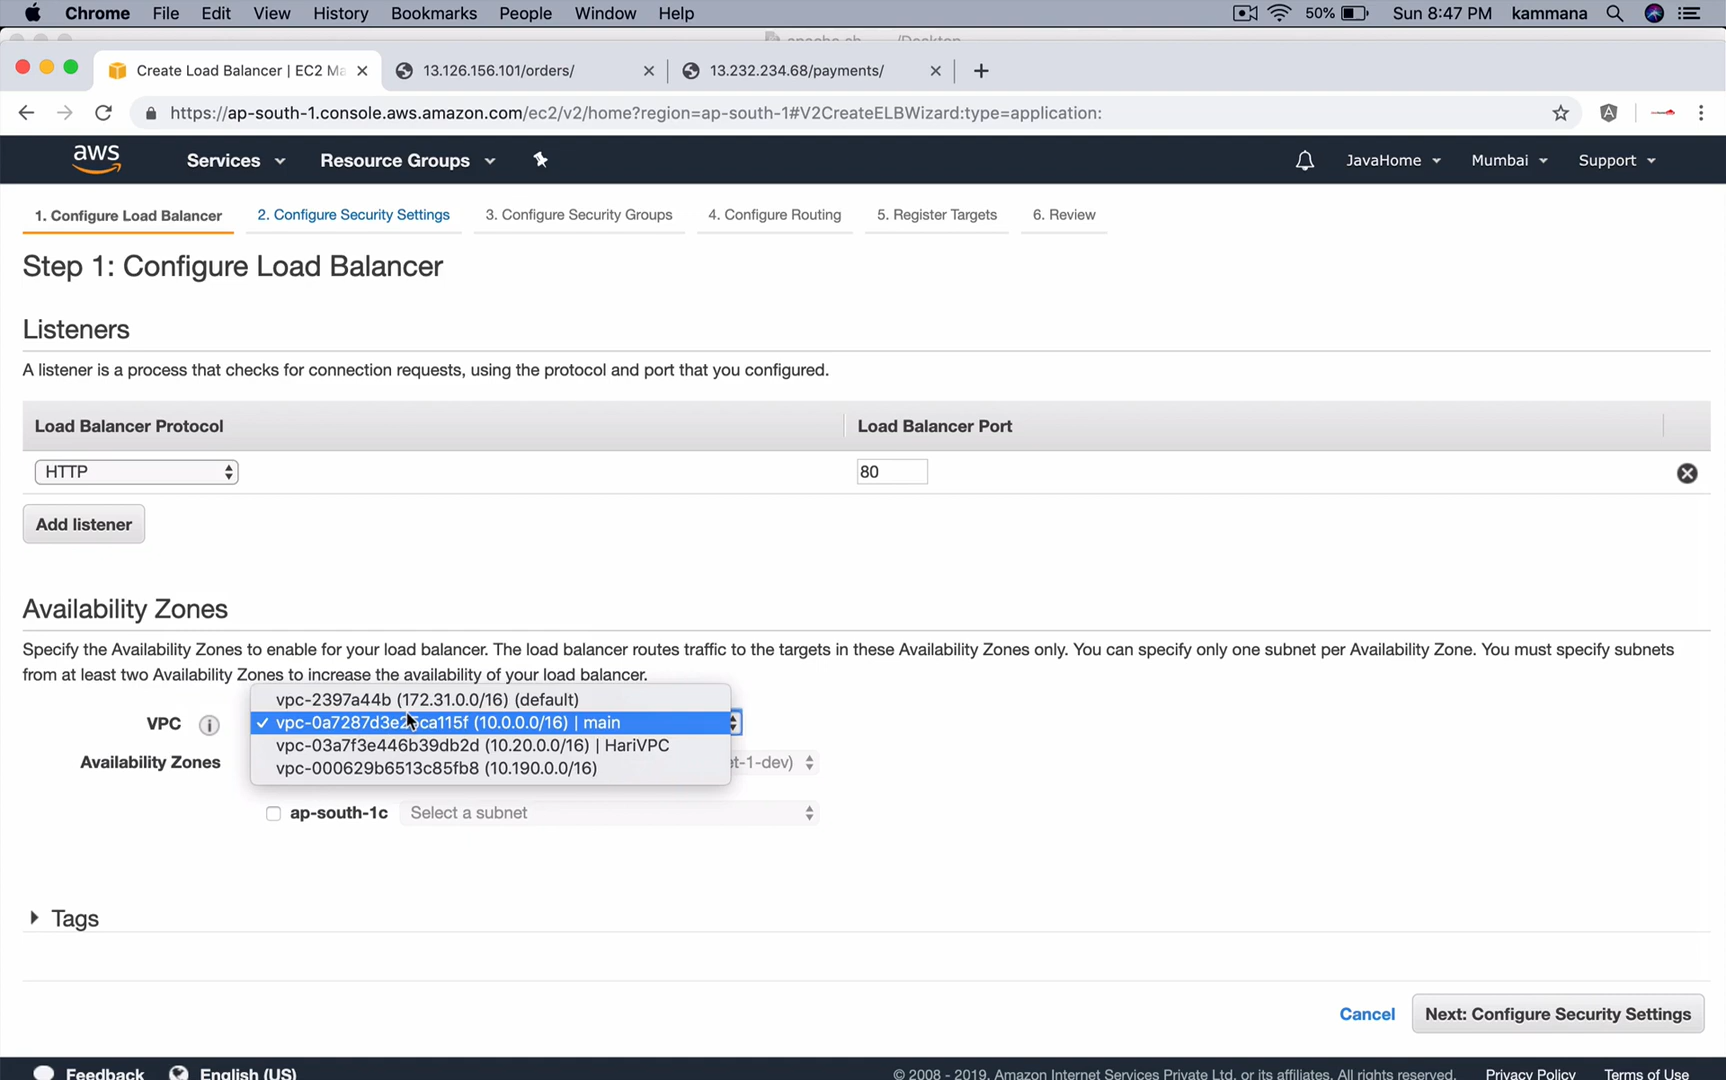 Chrome File Edit View History Bookmarks People Window Help 50% Sun 8:47 PM kammana
Create Load Balancer | EC2 Ma 13.126.156.101/orders/ 13.232.234.68/payments/
https://ap-south-1.console.aws.amazon.com/ec2/v2/home?region=ap-south-1#V2CreateELBWizard:type=application:
aws Services Resource Groups JavaHome Mumbai Support
1. Configure Load Balancer 2. Configure Security Settings 3. Configure Security Groups 4. Configure Routing 5. Register Targets 6. Review
Step 1: Configure Load Balancer
Listeners
A listener is a process that checks for connection requests, using the protocol and port that you configured.
Load Balancer Protocol Load Balancer Port
HTTP 80
Add listener
Availability Zones
Specify the Availability Zones to enable for your load balancer. The load balancer routes traffic to the targets in these Availability Zones only. You can specify only one subnet per Availability Zone. You must specify subnets
from at least two Availability Zones to increase the availability of your load balancer.
vpc-2397a44b (172.31.0.0/16) (default)
VPC i (10.0.0.0/16) | main
vpc-03a7f3e446b39db2d (10.20.0.0/16) | HariVPC
Availability Zones vpc-000629b6513c85fb8 (10.190.0.0/16) et-1-dev)
ap-south-1c Select a subnet
Tags
Cancel Next: Configure Security Settings
Feedback English (US) © 2008 - 2019, Amazon Internet Services Private Ltd. or its affiliates. All rights reserved. Privacy Policy Terms of Use